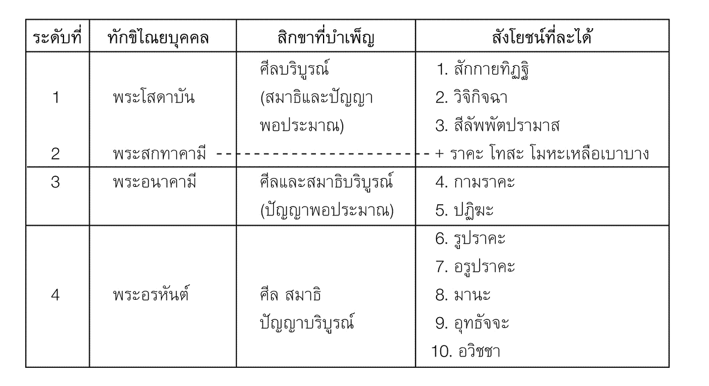 ระดับที่ ทักขิไณยบุคคล สิกขาที่บำเพ็ญ สังโยชน์ที่ละได้
ศีลบริบูรณ์ 1. สักกายทิฏฐิ
1 พระโสดาบัน (สมาธิและปัญญา 2. วิจิกิจฉา
พอประมาณ) 3. สีลัพพัตปรามาส
2 พระสกทาคามี + ราคะ โทสะ โมหะเหลือเบาบาง
3 พระอนาคามี ศีลและสมาธิบริบูรณ์ 4. กามราคะ
(ปัญญาพอประมาณ) 5. ปฏิฆะ
6. รูปราคะ
7. อรูปราคะ
4 พระอรหันต์ ศีล สมาธิ 8. มานะ
ปัญญาบริบูรณ์ 9. อุทธัจจะ
10. อวิชชา